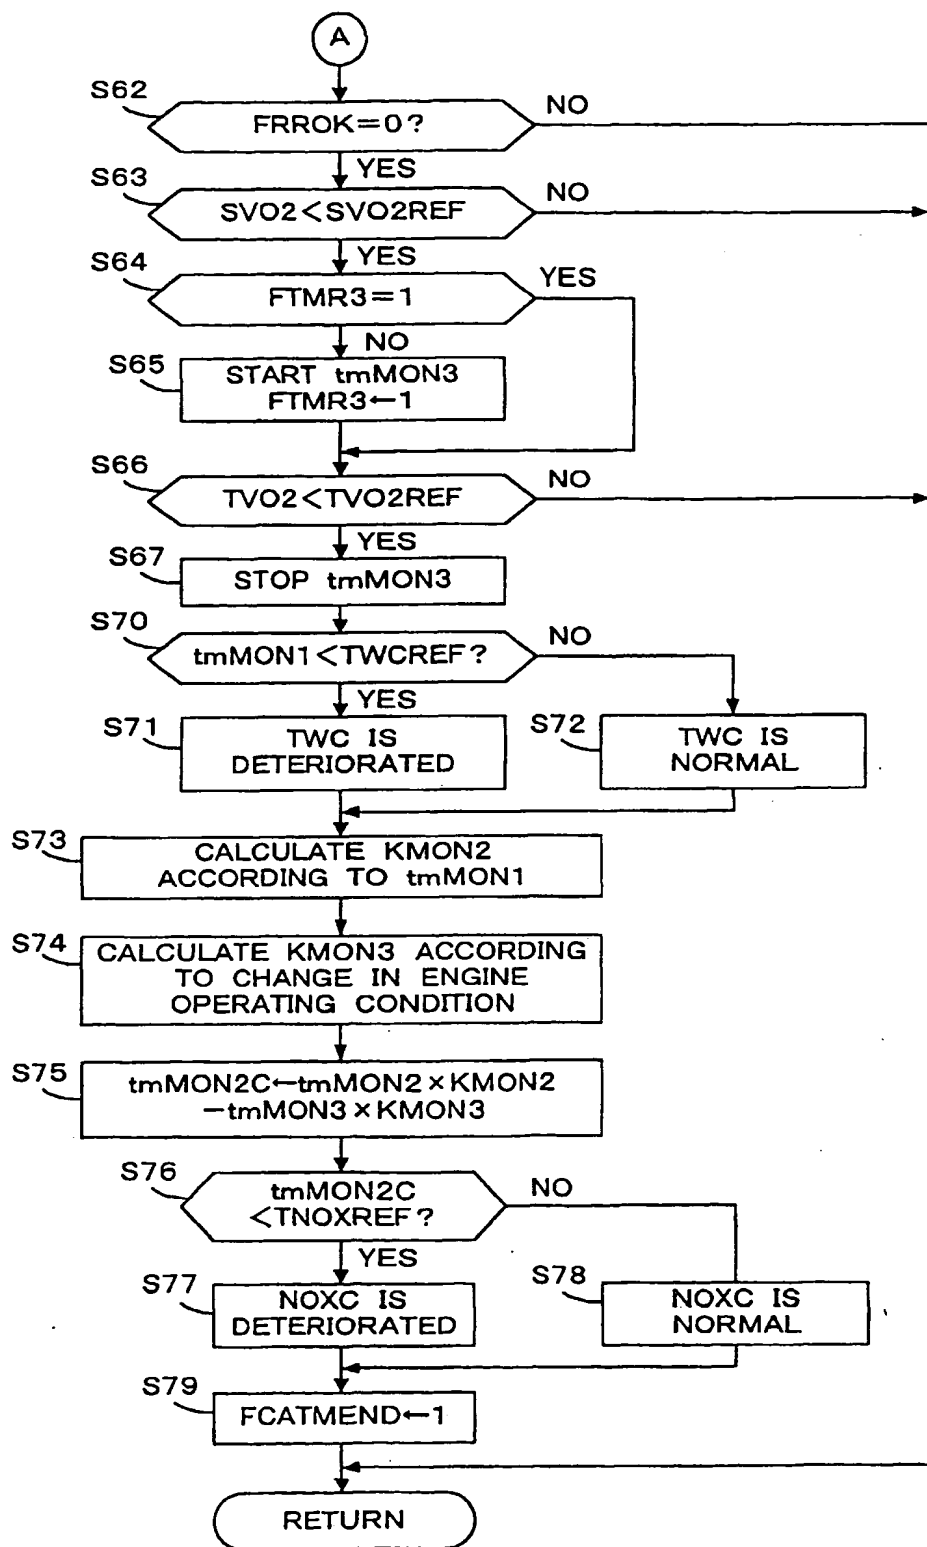 A
S62
FRROK=0?
NO
YES
S63
SVO2<SVO2REF
NO
YES
S64
FTMR3=1
YES
NO
S65
START tmMON3
FTMR3←1
S66
TVO2<TVO2REF
NO
YES
S67
STOP tmMON3
S70
tmMON1<TWCREF?
NO
YES
S71
TWC IS
DETERIORATED
S72
TWC IS
NORMAL
S73
CALCULATE KMON2
ACCORDING TO tmMON1
S74
CALCULATE KMON3 ACCORDING
TO CHANGE IN ENGINE
OPERATING CONDITION
S75
tmMON2C←tmMON2×KMON2
−tmMON3×KMON3
S76
tmMON2C
<TNOXREF?
NO
YES
S77
NOXC IS
DETERIORATED
S78
NOXC IS
NORMAL
S79
FCATMEND←1
RETURN